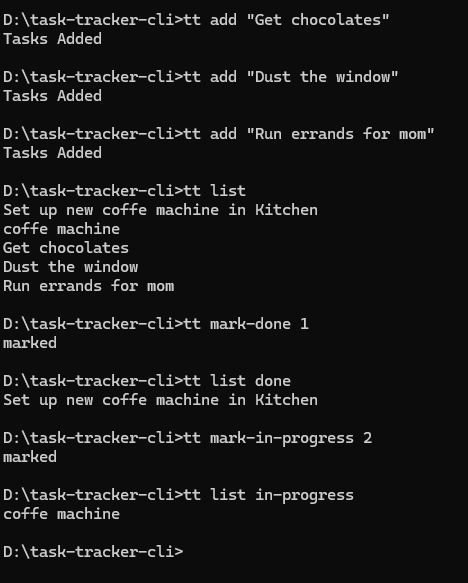 D:\task-tracker-cli>tt add "Get chocolates"
Tasks Added
D:\task-tracker-cli>tt add "Dust the window"
Tasks Added
D:\task-tracker-cli>tt add "Run errands for mom"
Tasks Added
D:\task-tracker-cli>tt list
Set up new coffe machine in Kitchen
coffe machine
Get chocolates
Dust the window
Run errands for mom
D:\task-tracker-cli>tt mark-done 1
marked
D:\task-tracker-cli>tt list done
Set up new coffe machine in Kitchen
D:\task-tracker-cli>tt mark-in-progress 2
marked
D:\task-tracker-cli>tt list in-progress
coffe machine
D:\task-tracker-cli>